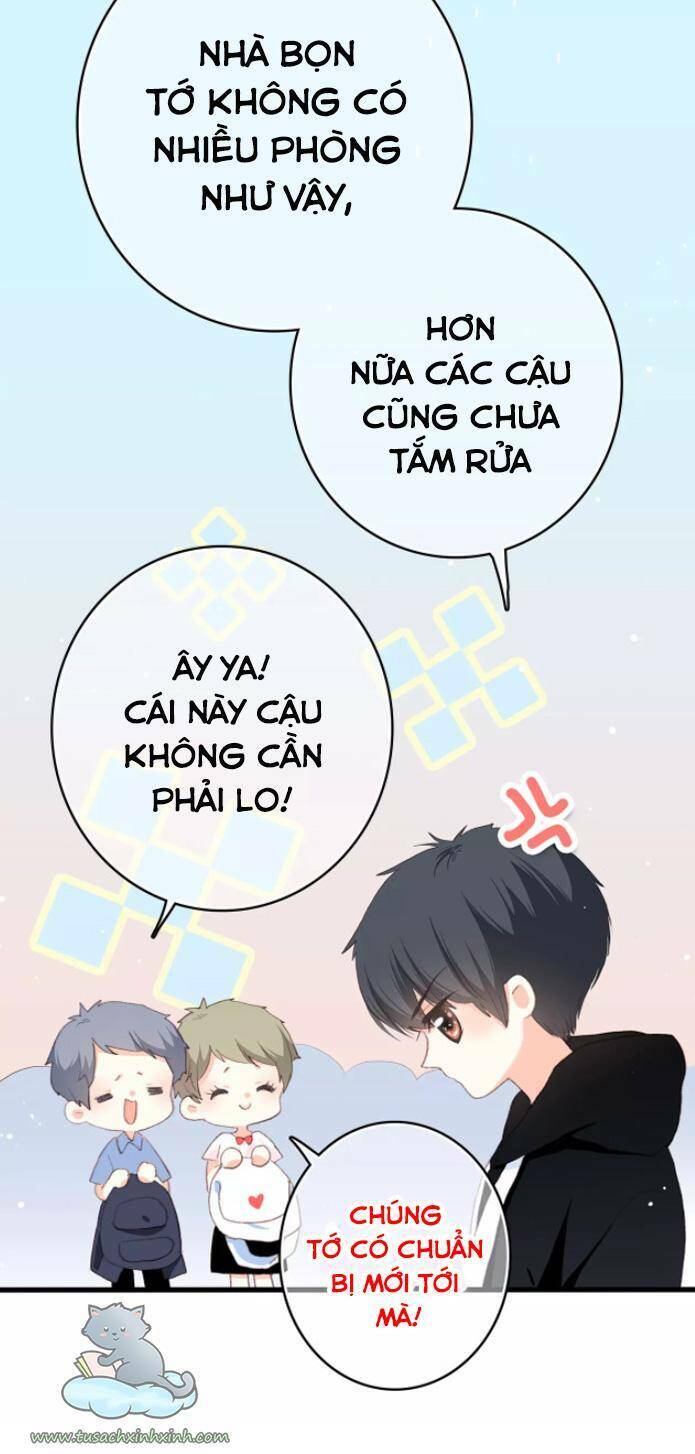 NHÀ BỌN
TỚ KHÔNG CÓ
NHIỀU PHÒNG
NHƯ VẬY,
HƠN
NỮA CÁC CẬU
CŨNG CHƯA
TẮM RỬA
ÂY YA!
CÁI NÀY CẬU
KHÔNG CẦN
PHẢI LO!
CHÚNG
TỚ CÓ CHUẨN
BỊ MỚI TỚI
MÀ!
www.tusachxinhxinh.com